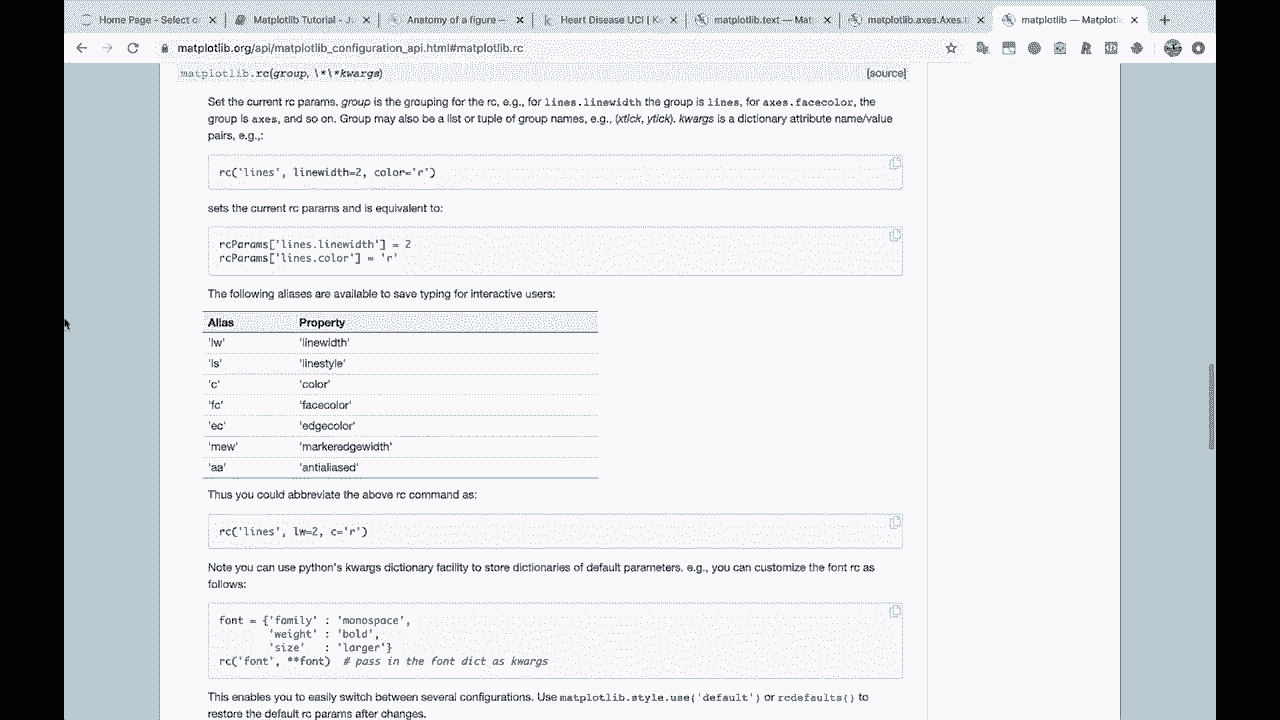 Home Page - Select o
Matplotlib Tutorial - J
Anatomy of a figure —
Heart Disease UCI | K
matplotlib.text — Mat
matplotlib.axes.Axes.
matplotlib — Matplotl
matplotlib.org/api/matplotlib_configuration_api.html#matplotlib.rc
matplotlib.rc(group, \*\*kwargs) [source]
Set the current rc params. group is the grouping for the rc, e.g., for lines.linewidth the group is lines, for axes.facecolor, the
group is axes, and so on. Group may also be a list or tuple of group names, e.g., (xtick, ytick). kwargs is a dictionary attribute name/value
pairs, e.g.,:
rc('lines', linewidth=2, color='r')
sets the current rc params and is equivalent to:
rcParams['lines.linewidth'] = 2
rcParams['lines.color'] = 'r'
The following aliases are available to save typing for interactive users:
Alias Property
'lw' 'linewidth'
'ls' 'linestyle'
'c' 'color'
'fc' 'facecolor'
'ec' 'edgecolor'
'mew' 'markeredgewidth'
'aa' 'antialiased'
Thus you could abbreviate the above rc command as:
rc('lines', lw=2, c='r')
Note you can use python's kwargs dictionary facility to store dictionaries of default parameters. e.g., you can customize the font rc as
follows:
font = {'family' : 'monospace',
'weight' : 'bold',
'size' : 'larger'}
rc('font', **font) # pass in the font dict as kwargs
This enables you to easily switch between several configurations. Use matplotlib.style.use('default') or rcdefaults() to
restore the default rc params after changes.